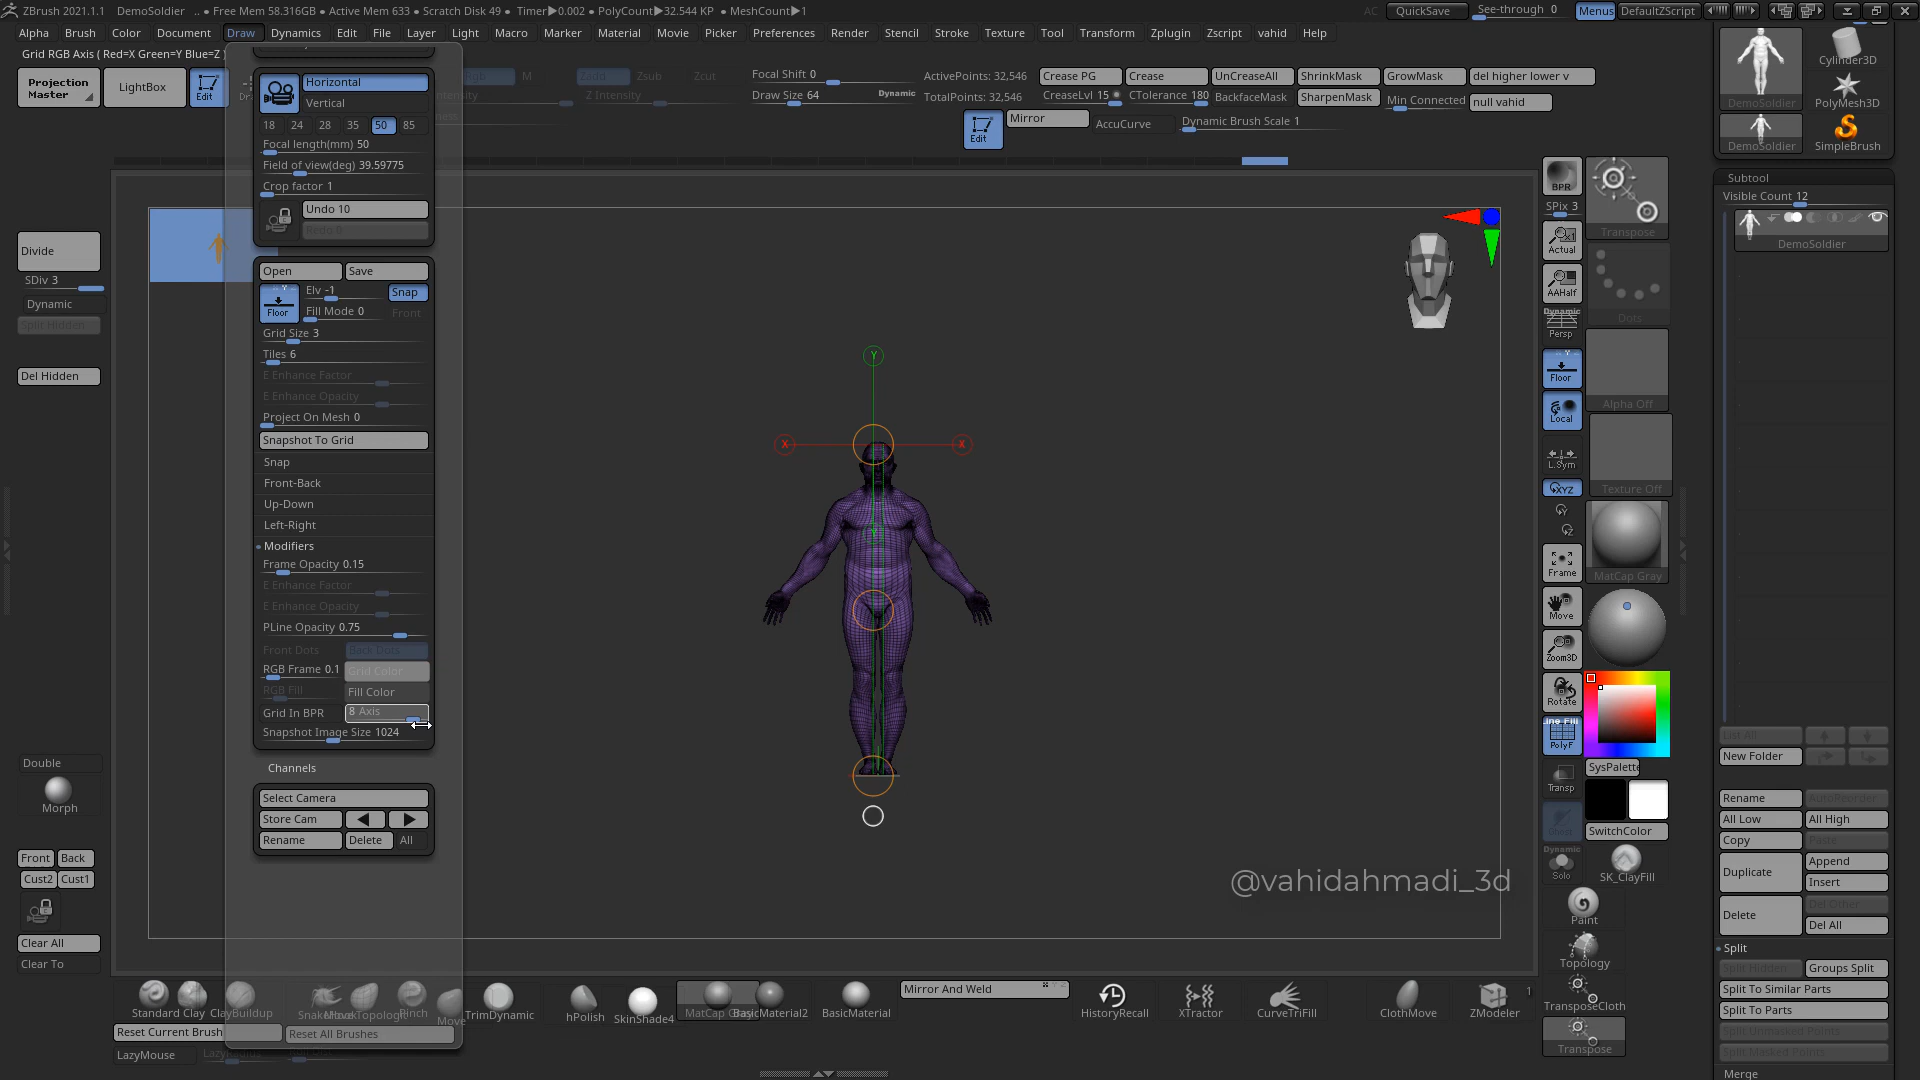 ZBrush 2021.1.1 DemoSoldier .. • Free Mem 58.316GB • Active Mem 633 • Scratch Disk 49 • Timer▶0.002 • PolyCount▶32.544 KP • MeshCount▶1 AC QuickSave See-through 0 Menus DefaultZScript
Alpha Brush Color Document Draw Dynamics Edit File Layer Light Macro Marker Material Movie Picker Preferences Render Stencil Stroke Texture Tool Transform Zplugin Zscript vahid Help
Grid RGB Axis ( Red=X Green=Y Blue=Z )
Projection Master
LightBox
Edit
Rgb M Zadd Zsub Zcut
Z Intensity
Focal Shift 0
Draw Size 64 Dynamic
ActivePoints: 32,546
TotalPoints: 32,546
Crease PG Crease UnCreaseAll ShrinkMask GrowMask del higher lower v
CreaseLvl 15 CTolerance 180 BackfaceMask SharpenMask Min Connected null vahid
Edit
Mirror AccuCurve Dynamic Brush Scale 1
Horizontal
Vertical
18 24 28 35 50 85
Focal length(mm) 50
Field of view(deg) 39.59775
Crop factor 1
Undo 10
Redo 0
Open Save
Floor
Elv -1 Snap
Fill Mode 0 Front
Grid Size 3
Tiles 6
E Enhance Factor
E Enhance Opacity
Project On Mesh 0
Snapshot To Grid
Snap
Front-Back
Up-Down
Left-Right
Modifiers
Frame Opacity 0.15
E Enhance Factor
E Enhance Opacity
PLine Opacity 0.75
Front Dots Back Dots
RGB Frame 0.1 Grid Color
RGB Fill Fill Color
Grid In BPR 8 Axis
Snapshot Image Size 1024
Channels
Select Camera
Store Cam
Rename Delete All
Divide
SDiv 3
Dynamic
Split Hidden
Del Hidden
Double
Morph
Front Back
Cust2 Cust1
Clear All
Clear To
Y
X X
Y
@vahidahmadi_3d
BPR
SPix 3
Actual
AAHalf
Dynamic
Persp
Floor
Local
L.Sym
XYZ
Y
Z
Frame
Move
Zoom3D
Rotate
Line Fill
PolyF
Transp
Ghost
Dynamic
Solo
Paint
Topology
TransposeCloth
Transpose
Transpose
Dots
Alpha Off
Texture Off
MatCap Gray
SysPalette
SwitchColor
SK_ClayFill
DemoSoldier
Cylinder3D
PolyMesh3D
DemoSoldier
SimpleBrush
Subtool
Visible Count 12
DemoSoldier
List All
New Folder
Rename AutoReorder
All Low All High
Copy Paste
Duplicate Append
Insert
Delete Del Other
Del All
Split
Split Hidden Groups Split
Split To Similar Parts
Split To Parts
Split Unmasked Points
Split Masked Points
Merge
Standard Clay ClayBuildup Pinch Move TrimDynamic hPolish SkinShade4 MatCap Gray BasicMaterial2 BasicMaterial
Mirror And Weld
HistoryRecall XTractor CurveTriFill ClothMove ZModeler 1
Reset Current Brush Reset All Brushes
LazyMouse LazyRadius